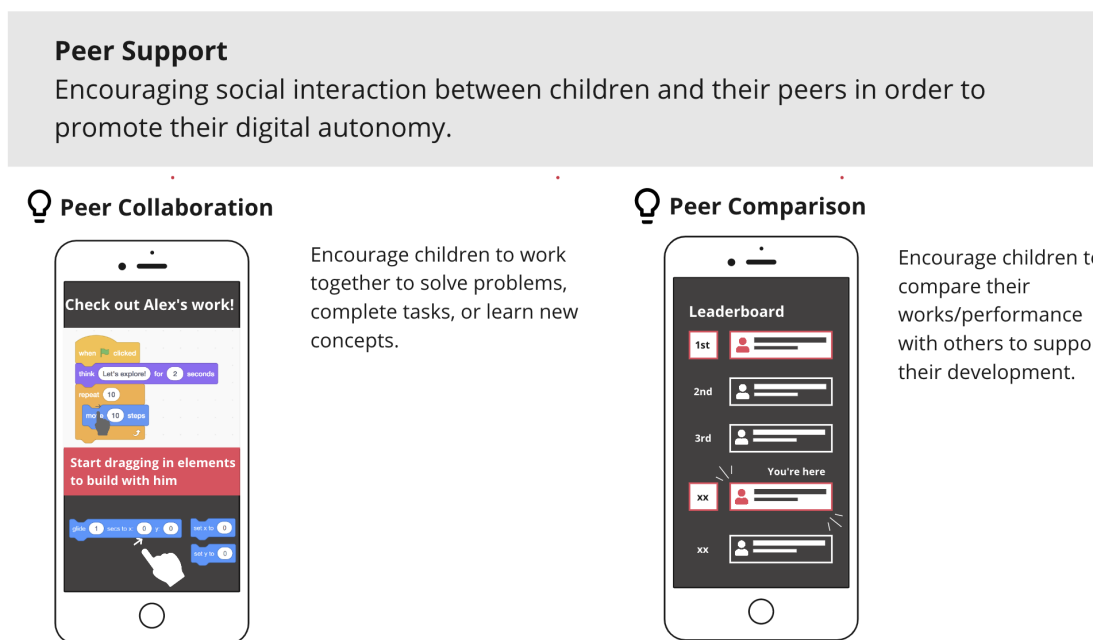 Peer Support
Encouraging social interaction between children and their peers in order to
promote their digital autonomy.
Peer Collaboration
Check out Alex's work!
when clicked
think Let's explore! for 2 seconds
repeat 10
move 10 steps
Start dragging in elements
to build with him
glide 1 secs to x 0 y 0
set x to 0
set y to 0
Encourage children to work
together to solve problems,
complete tasks, or learn new
concepts.
Peer Comparison
Leaderboard
1st
2nd
3rd
You're here
xx
xx
Encourage children to
compare their
works/performance
with others to suppo
their development.